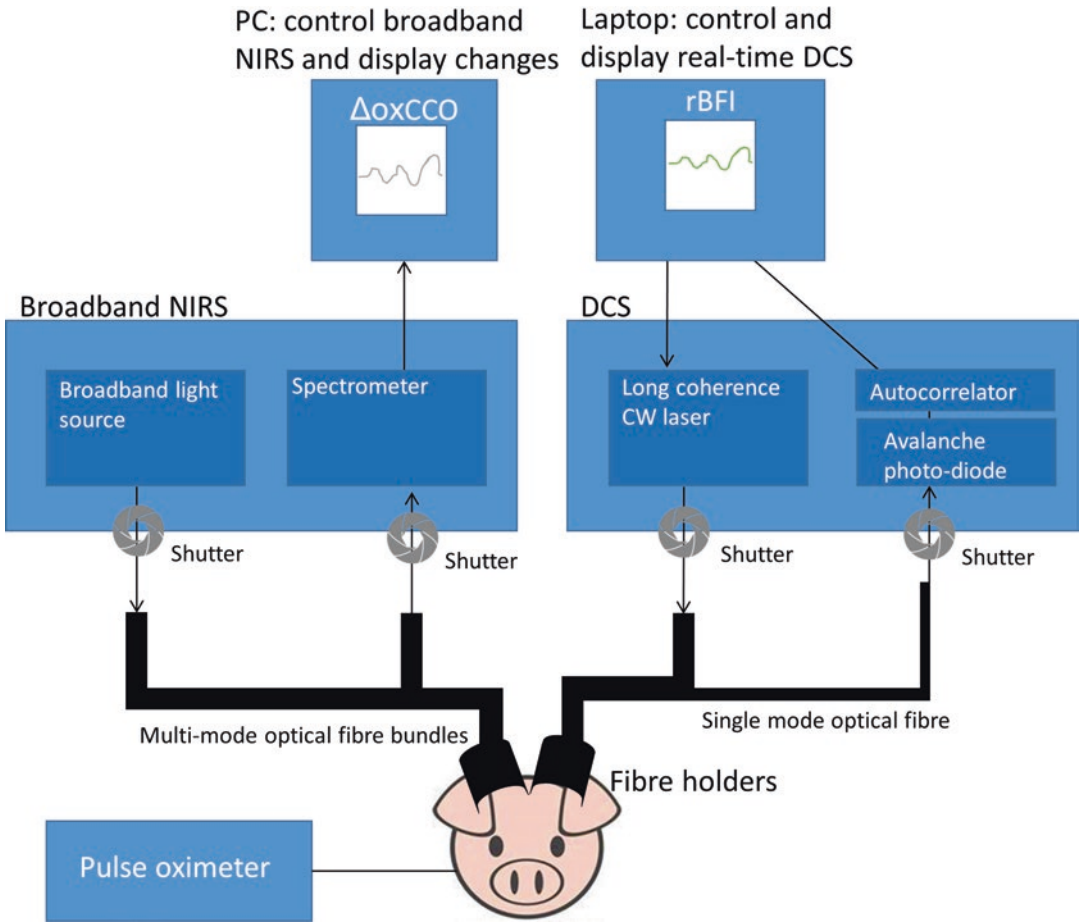 PC: control broadband
NIRS and display changes
Laptop: control and
display real-time DCS
ΔoxCCO
rBFI
Broadband NIRS
DCS
Broadband light
source
Spectrometer
Long coherence
CW laser
Autocorrelator
Avalanche
photo-diode
Shutter
Shutter
Shutter
Shutter
Multi-mode optical fibre bundles
Single mode optical fibre
Fibre holders
Pulse oximeter